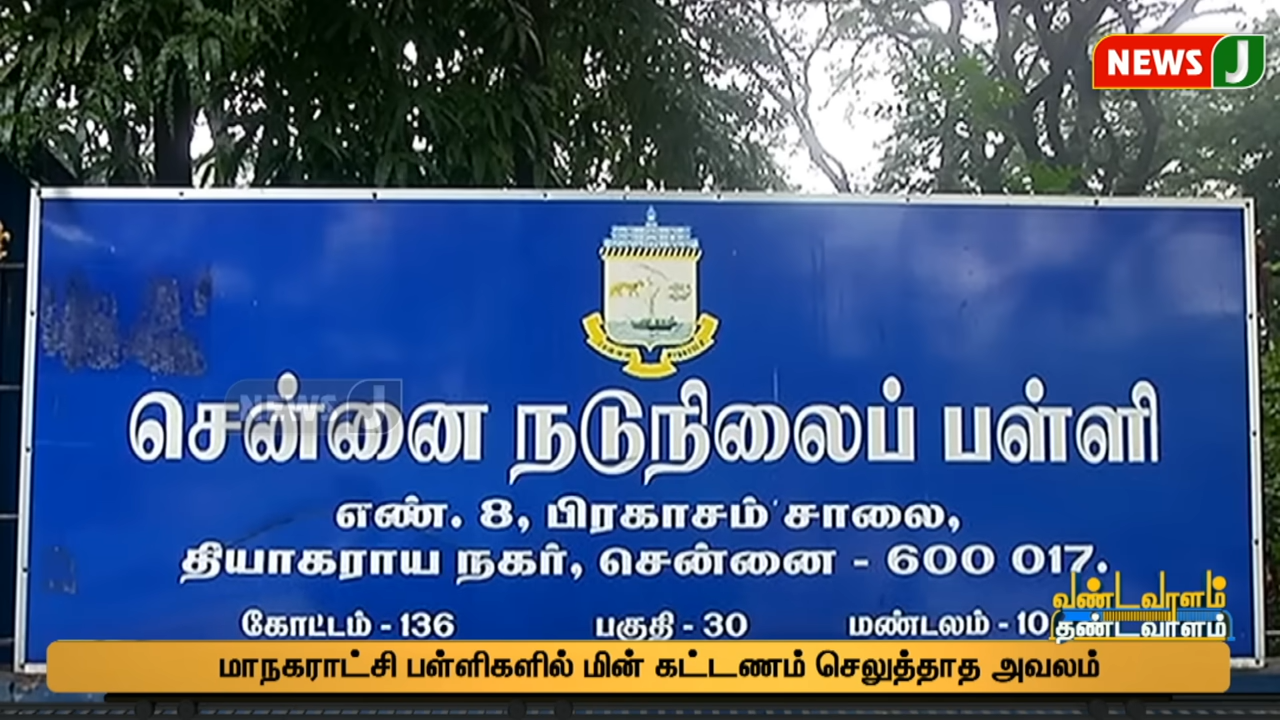 NEWS J
NEWS J
சென்னை நடுநிலைப் பள்ளி
எண். 8, பிரகாசம் சாலை,
தியாகராய நகர், சென்னை - 600 017.
கோட்டம் - 136 பகுதி - 30 மண்டலம் - 10
வண்டவாளம்
தண்டவாளம்
மாநகராட்சி பள்ளிகளில் மின் கட்டணம் செலுத்தாத அவலம்